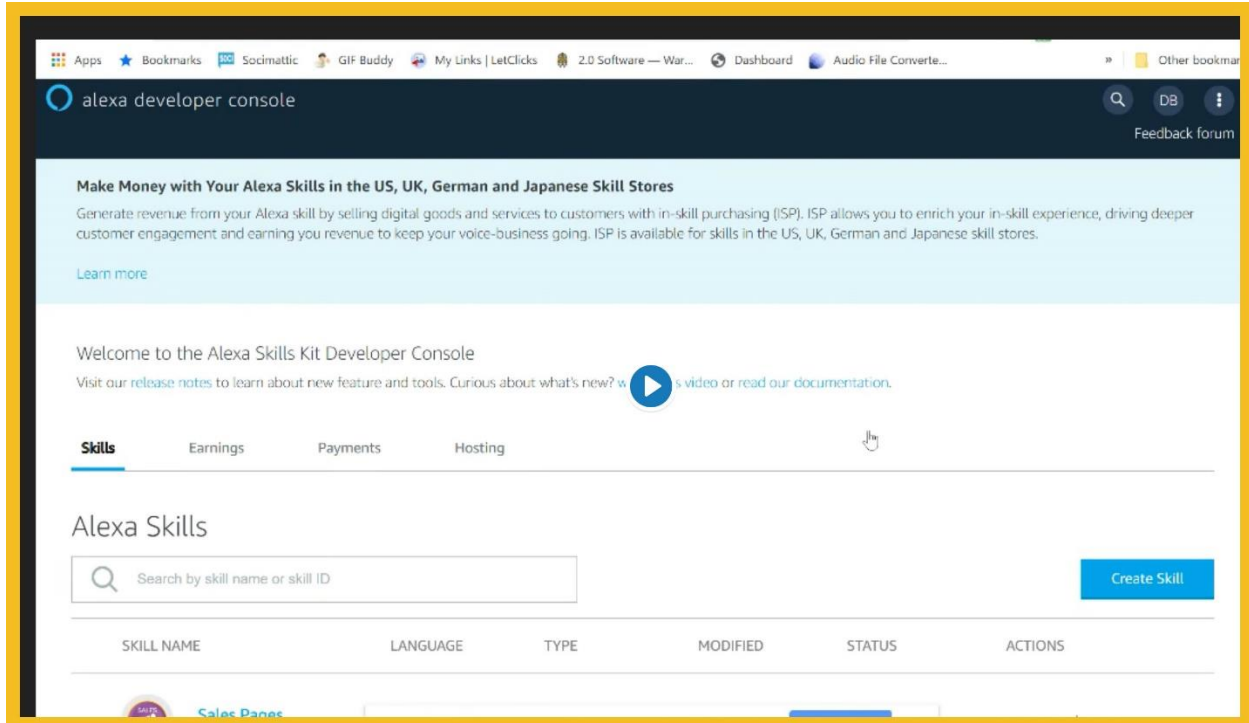 Apps Bookmarks SOCI Socimattic GIF Buddy My Links | LetClicks 2.0 Software — War... Dashboard Audio File Converte... » Other bookmar
alexa developer console DB
Feedback forum
Make Money with Your Alexa Skills in the US, UK, German and Japanese Skill Stores
Generate revenue from your Alexa skill by selling digital goods and services to customers with in-skill purchasing (ISP). ISP allows you to enrich your in-skill experience, driving deeper
customer engagement and earning you revenue to keep your voice-business going. ISP is available for skills in the US, UK, German and Japanese skill stores.
Learn more
Welcome to the Alexa Skills Kit Developer Console
Visit our release notes to learn about new feature and tools. Curious about what's new? w s video or read our documentation.
Skills Earnings Payments Hosting
Alexa Skills
Search by skill name or skill ID
Create Skill
SKILL NAME LANGUAGE TYPE MODIFIED STATUS ACTIONS
SALES
Sales Pages